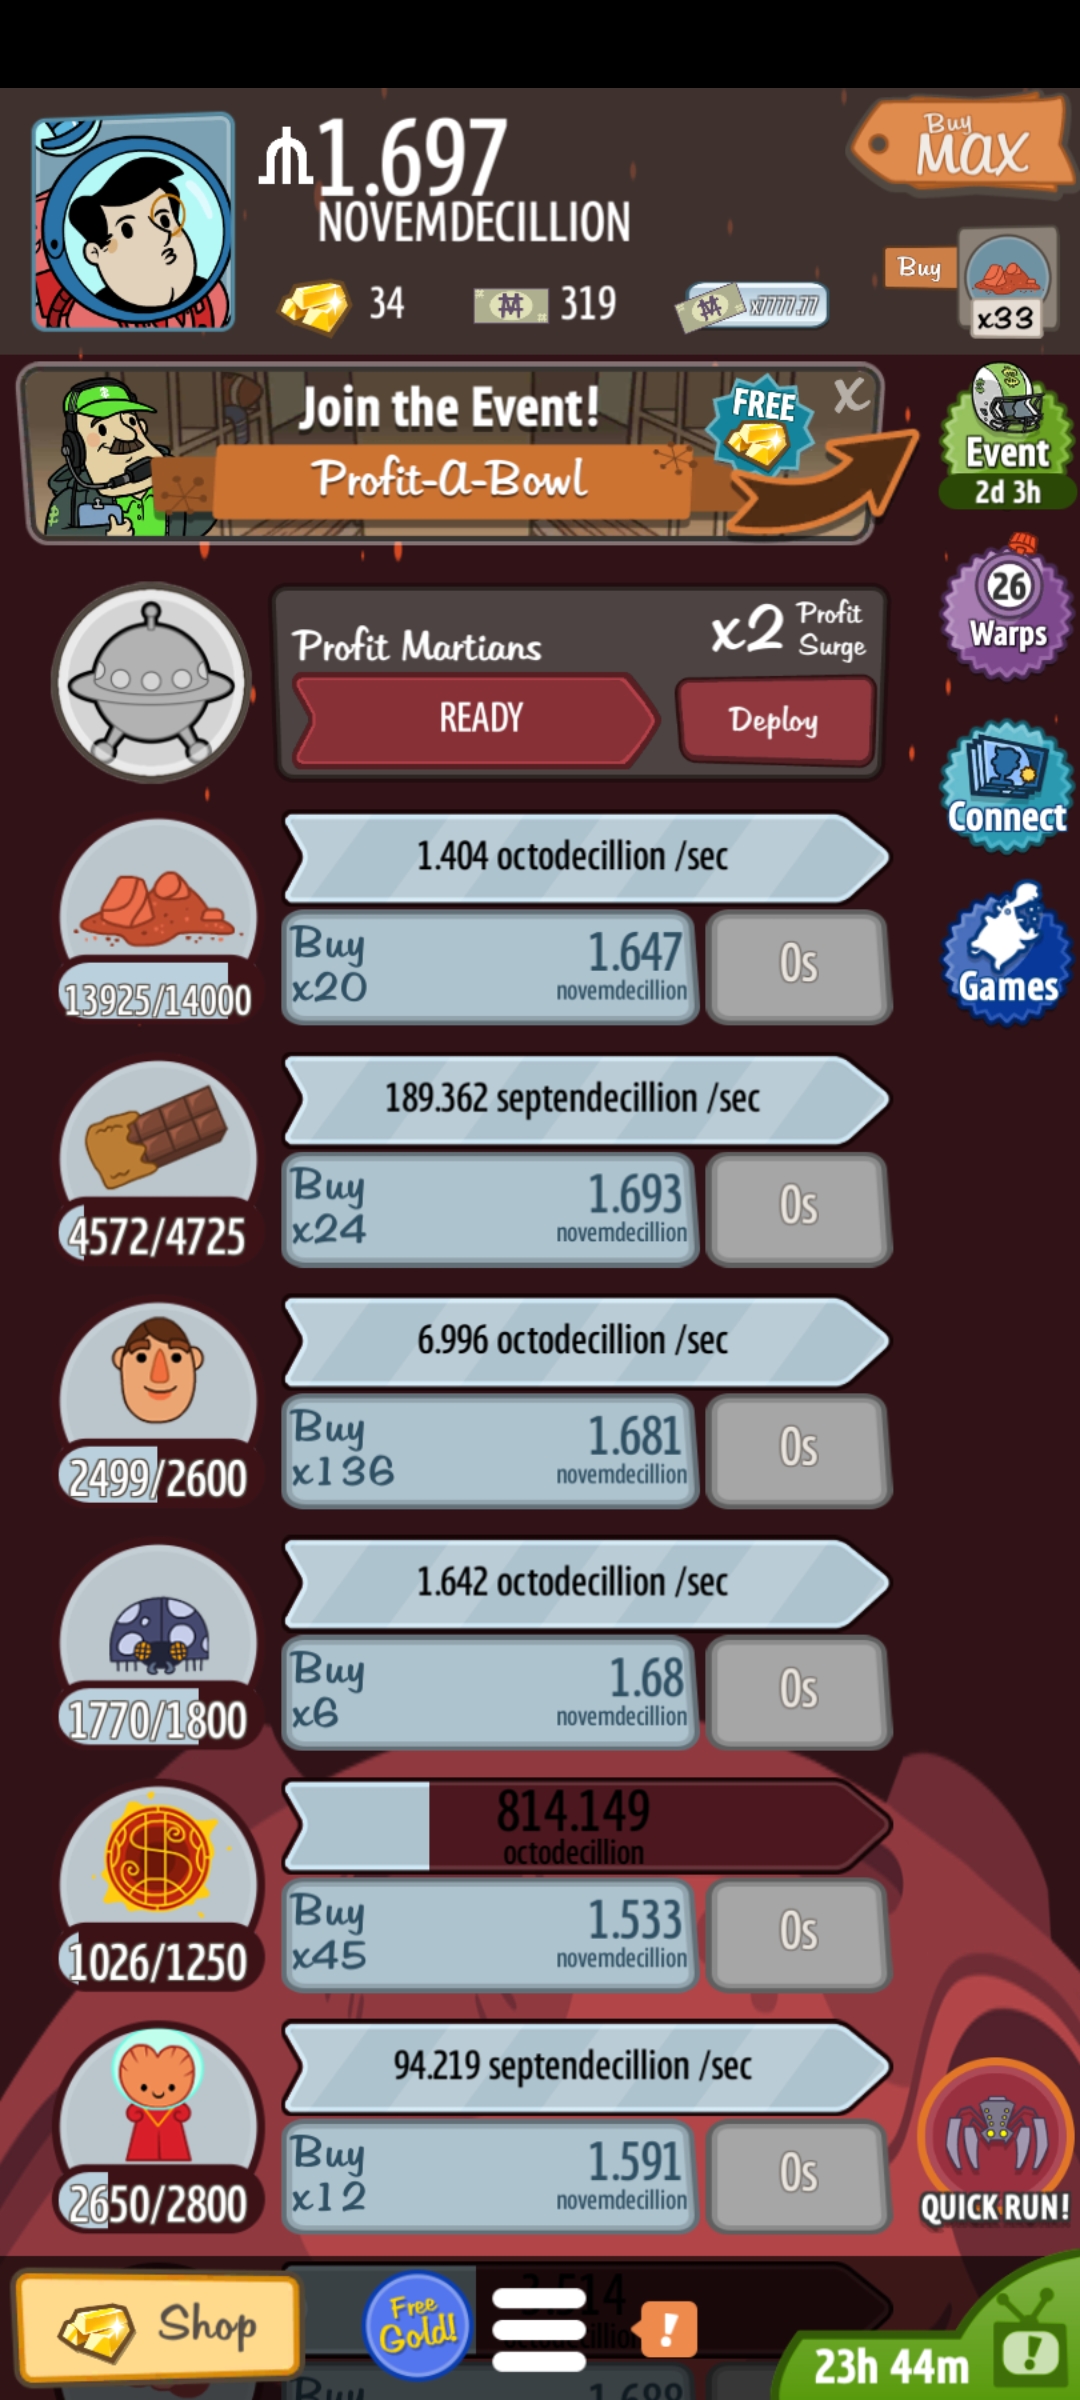 1.697
NOVEMDECILLION
Buy
MAX
34
319
x7777.77
Buy
x33
Join the Event!
FREE
X
Profit-A-Bowl
Event
2d 3h
26
Warps
Profit Martians
x2 Profit Surge
READY
Deploy
Connect
1.404 octodecillion /sec
13925/14000
Buy x20
1.647
novemdecillion
0s
Games
189.362 septendecillion /sec
4572/4725
Buy x24
1.693
novemdecillion
0s
6.996 octodecillion /sec
2499/2600
Buy x136
1.681
novemdecillion
0s
1.642 octodecillion /sec
1770/1800
Buy x6
1.68
novemdecillion
0s
814.149
octodecillion
1026/1250
Buy x45
1.533
novemdecillion
0s
94.219 septendecillion /sec
2650/2800
Buy x12
1.591
novemdecillion
0s
QUICK RUN!
Shop
Free Gold!
!
23h 44m
!